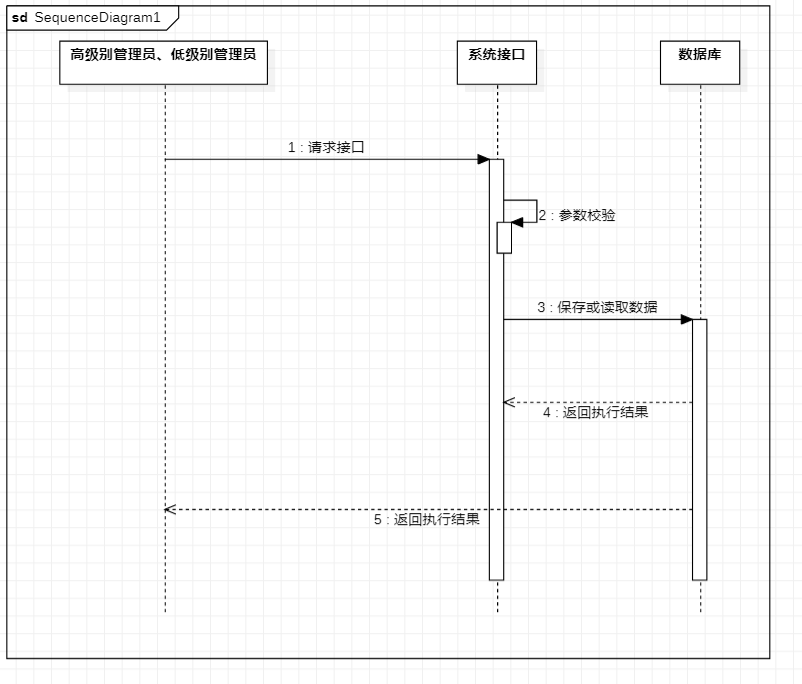 sd SequenceDiagram1
高级别管理员、低级别管理员
系统接口
数据库
1 : 请求接口
2 : 参数校验
3 : 保存或读取数据
4 : 返回执行结果
5 : 返回执行结果